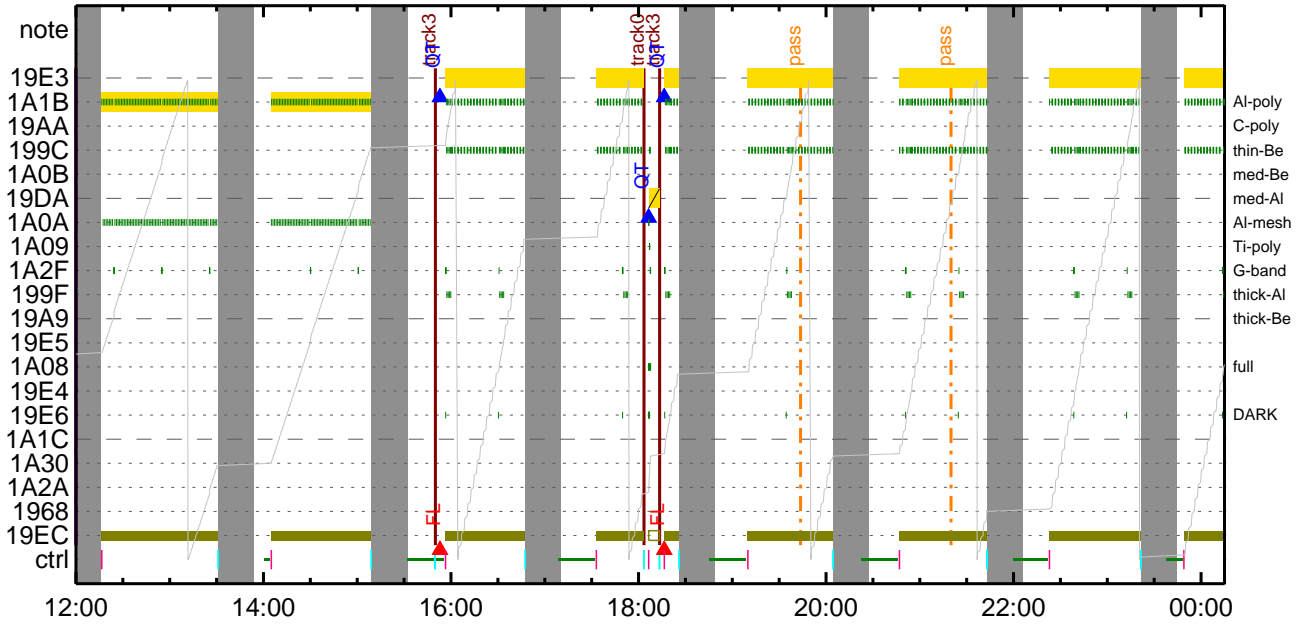 note
track3
QT
track0
track3
QT
pass
pass
19E3
1A1B Al-poly
19AA C-poly
199C thin-Be
1A0B med-Be
19DA QT med-Al
1A0A Al-mesh
1A09 Ti-poly
1A2F G-band
199F thick-Al
19A9 thick-Be
19E5
1A08 full
19E4
19E6 DARK
1A1C
1A30
1A2A
1968
FL
FL
19EC
ctrl
12:00 14:00 16:00 18:00 20:00 22:00 00:00